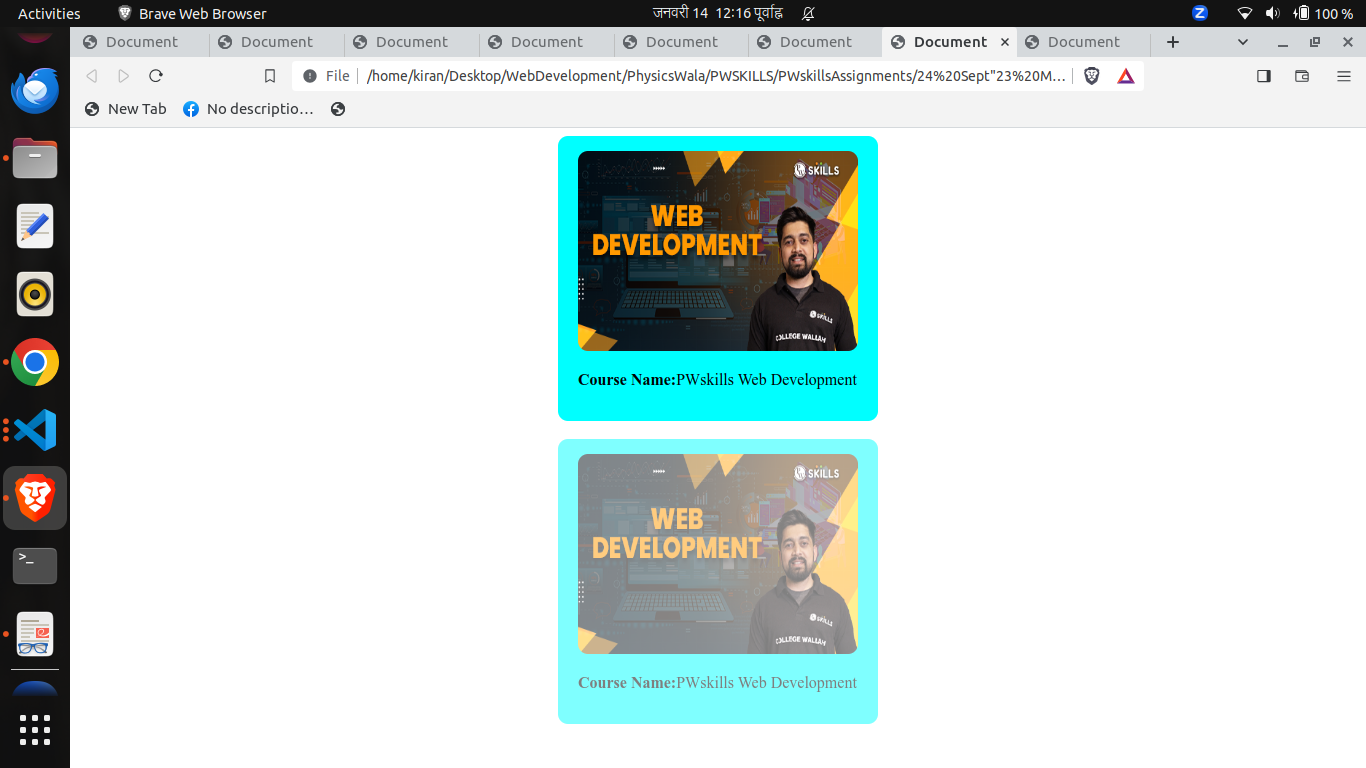 Activities Brave Web Browser जनवरी 14 12:16 पूर्वाह्न 100 %
Document Document Document Document Document Document Document Document
File /home/kiran/Desktop/WebDevelopment/PhysicsWala/PWSKILLS/PWskillsAssignments/24%20Sept"23%20M...
New Tab No descriptio...
SKILLS
WEB
DEVELOPMENT
SKILLS
COLLEGE WALLAH
Course Name:PWskills Web Development
SKILLS
WEB
DEVELOPMENT
SKILLS
COLLEGE WALLAH
Course Name:PWskills Web Development